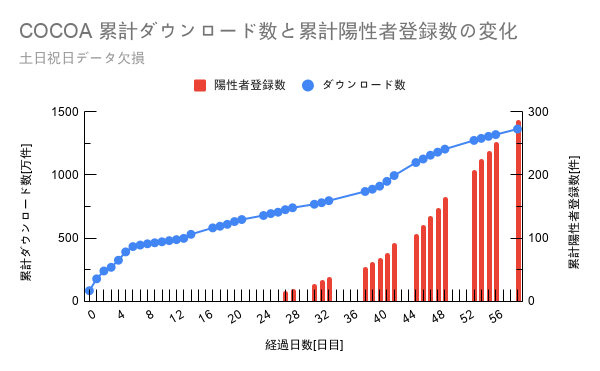 COCOA 累計ダウンロード数と累計陽性者登録数の変化
土日祝日データ欠損
陽性者登録数 ダウンロード数
累計ダウンロード数[万件]
1500
1000
500
0
300
200
100
0
累計陽性者登録数[件]
0 4 8 12 16 20 24 28 32 36 40 44 48 52 56
経過日数[日目]